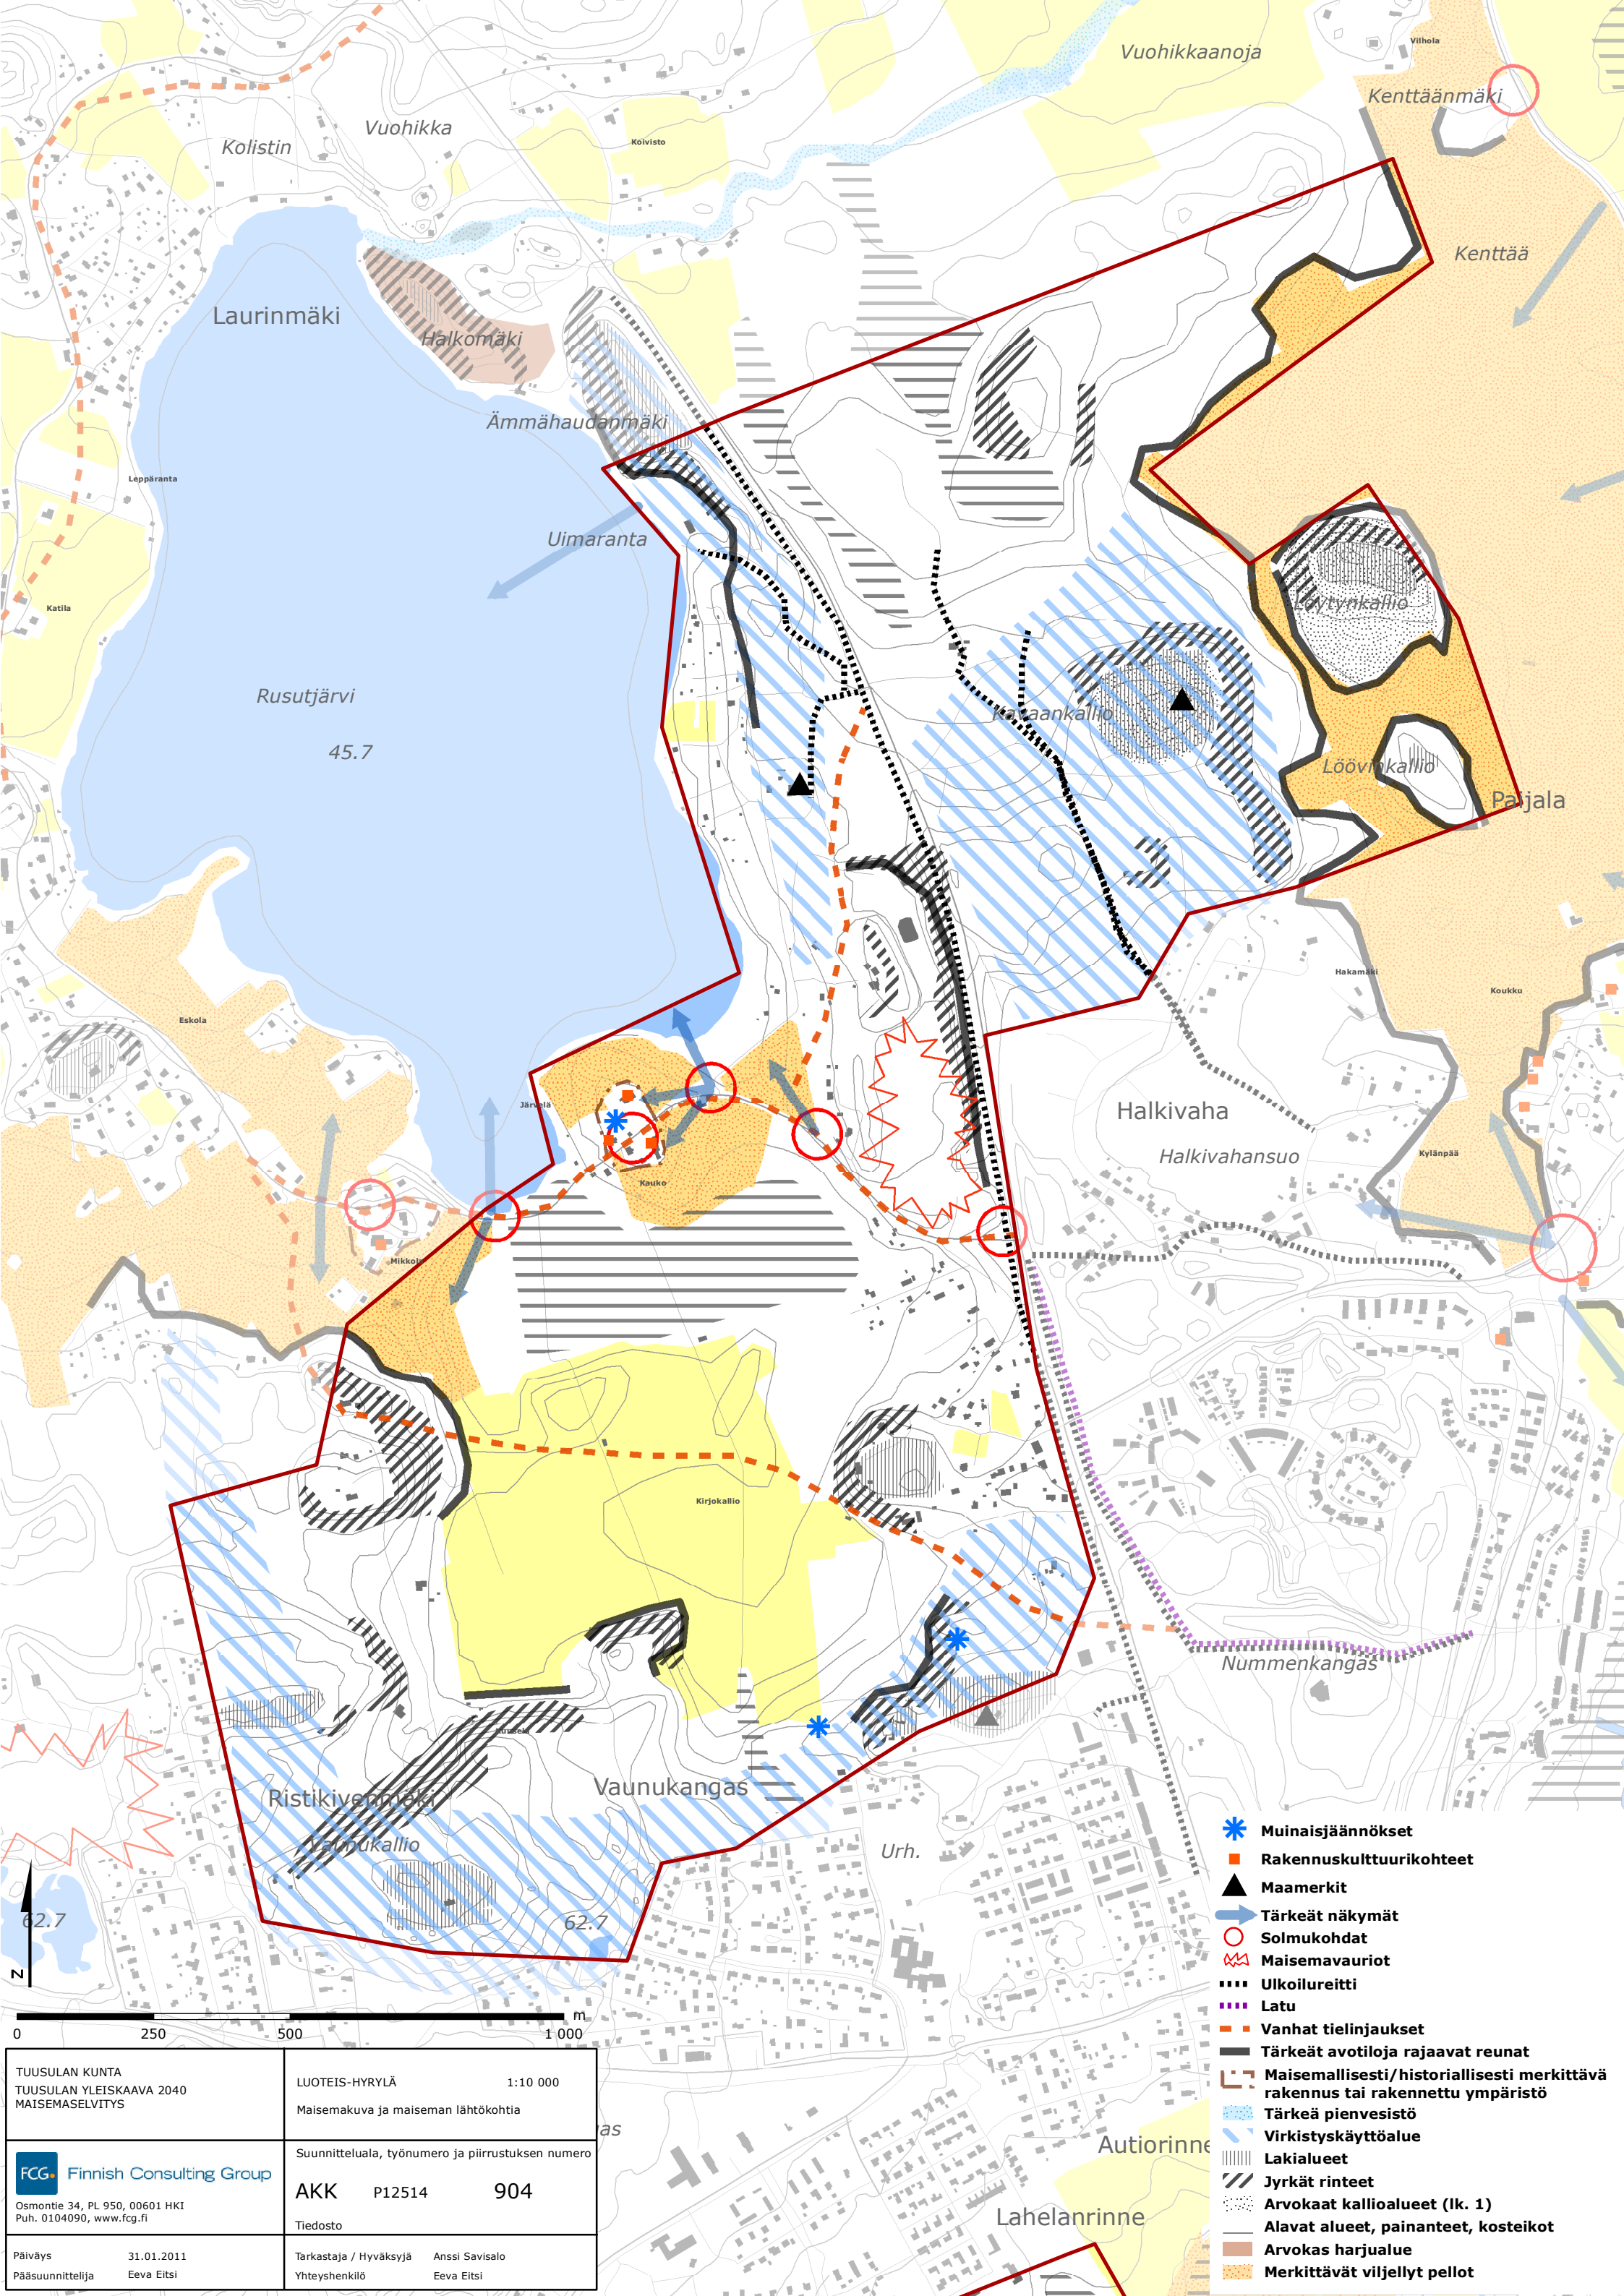 Vuohikkaanoja
Vilhola
Kenttäänmäki
Vuohikka
Kolistin
Koivisto
Kenttää
Laurinmäki
Halkomäki
Ämmähaudanmäki
Leppäranta
Uimaranta
Katila
Löytynkallio
Rusutjärvi
45.7
Kavaankallio
Löövinkallio
Paijala
Hakamäki
Koukku
Eskola
Järvelä
Halkivaha
Halkivahansuo
Kylänpää
Kauko
Mikkola
Kirjokallio
Nummenkangas
Ristikivenmäki
Vaunukangas
Vaunukallio
Urh.
62.7
62.7
Autiorinne
Lahelanrinne
N
m
0
250
500
1 000
Muinaisjäännökset
Rakennuskulttuurikohteet
Maamerkit
Tärkeät näkymät
Solmukohdat
Maisemavauriot
Ulkoilureitti
Latu
Vanhat tielinjaukset
Tärkeät avotiloja rajaavat reunat
Maisemallisesti/historiallisesti merkittävä
rakennus tai rakennettu ympäristö
Tärkeä pienvesistö
Virkistyskäyttöalue
Lakialueet
Jyrkät rinteet
Arvokaat kallioalueet (lk. 1)
Alavat alueet, painanteet, kosteikot
Arvokas harjualue
Merkittävät viljellyt pellot
TUUSULAN KUNTA
TUUSULAN YLEISKAAVA 2040
MAISEMASELVITYS
LUOTEIS-HYRYLÄ 1:10 000
Maisemakuva ja maiseman lähtökohtia
FCG. Finnish Consulting Group
Osmontie 34, PL 950, 00601 HKI
Puh. 0104090, www.fcg.fi
Suunnitteluala, työnumero ja piirrustuksen numero
AKK P12514 904
Tiedosto
Päiväys 31.01.2011
Pääsuunnittelija Eeva Eitsi
Tarkastaja / Hyväksyjä Anssi Savisalo
Yhteyshenkilö Eeva Eitsi